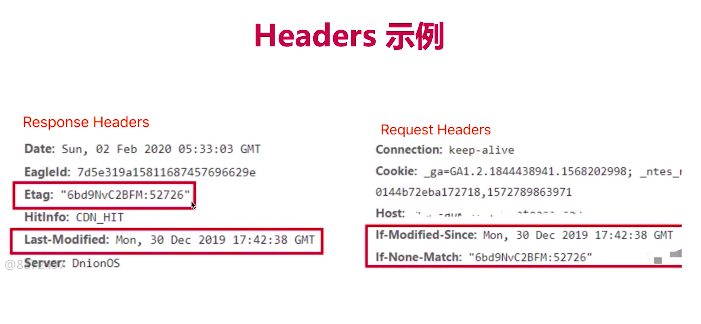 Headers 示例
Response Headers
Date: Sun, 02 Feb 2020 05:33:03 GMT
EagleId: 7d5e319a15811687457696629e
Etag: "6bd9NvC2BFM:52726"
HitInfo: CDN_HIT
Last-Modified: Mon, 30 Dec 2019 17:42:38 GMT
Server: DnionOS
Request Headers
Connection: keep-alive
Cookie: _ga=GA1.2.1844438941.1568202998; _ntes_n
0144b72eba172718,1572789863971
Host:
If-Modified-Since: Mon, 30 Dec 2019 17:42:38 GMT
If-None-Match: "6bd9NvC2BFM:52726"